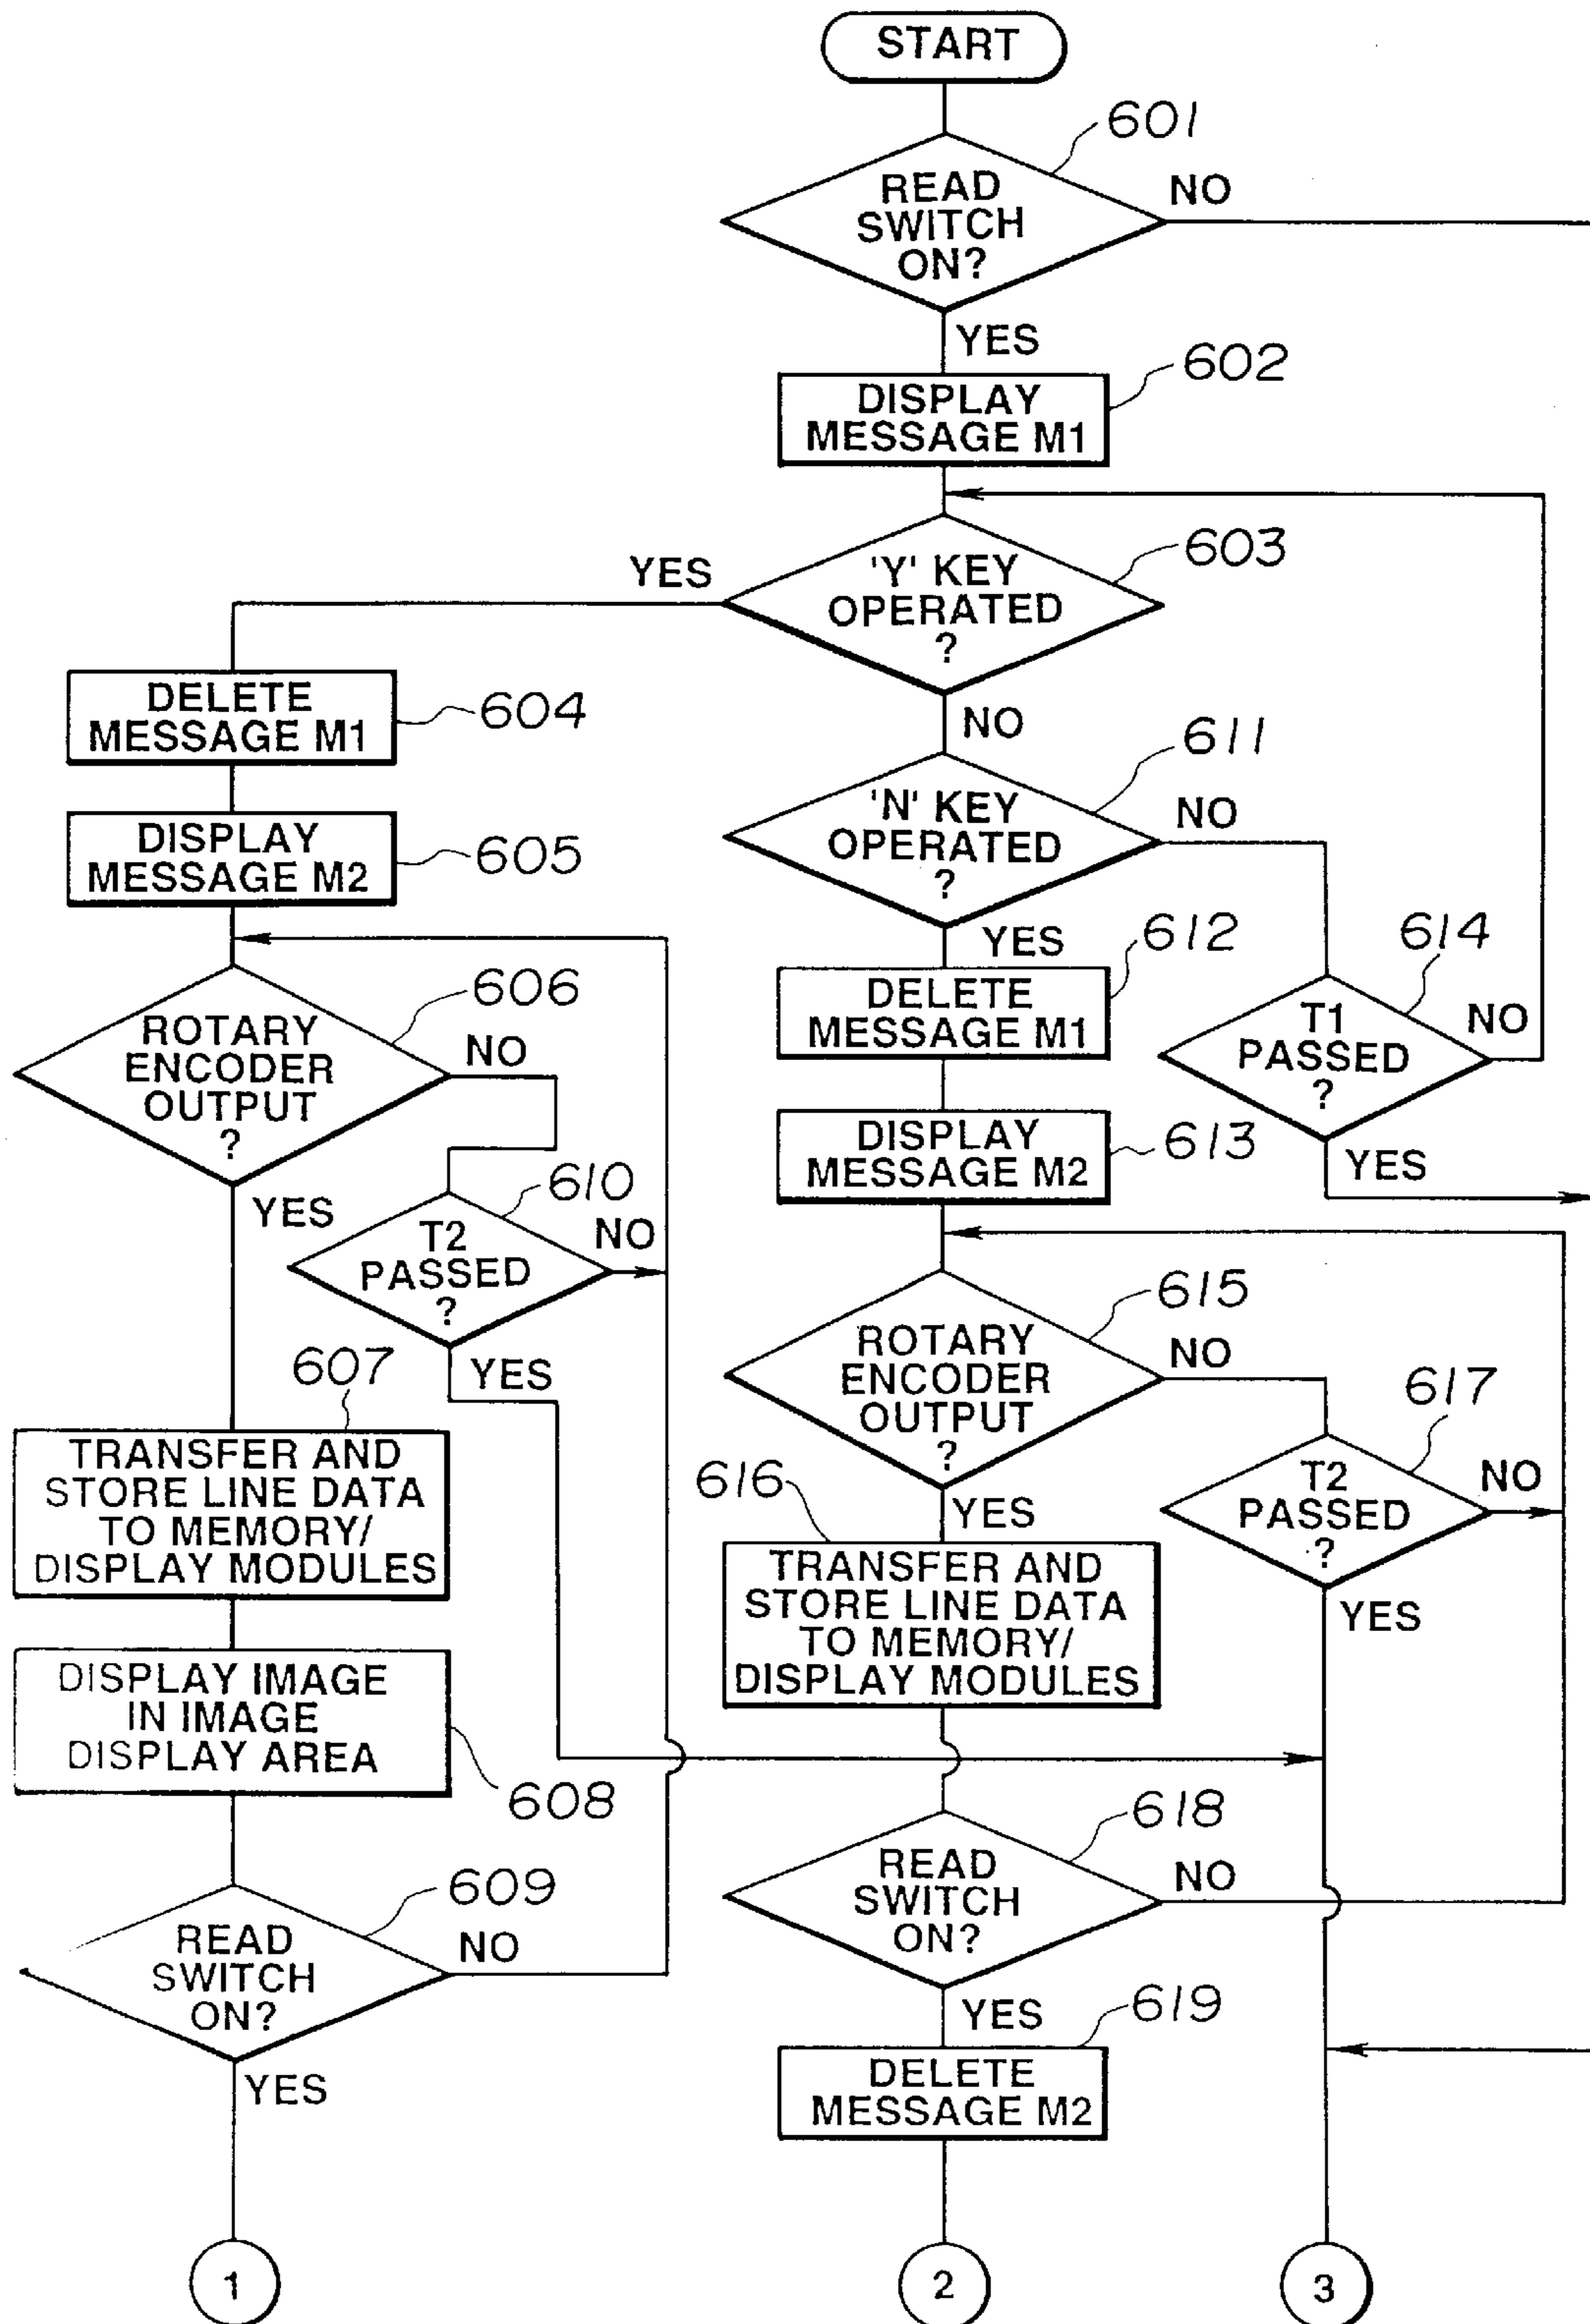 START
601
READ
SWITCH
ON?
NO
YES
602
DISPLAY
MESSAGE M1
603
'Y' KEY
OPERATED
?
YES
NO
604
DELETE
MESSAGE M1
605
DISPLAY
MESSAGE M2
606
ROTARY
ENCODER
OUTPUT
?
NO
YES
610
T2
PASSED
?
NO
YES
607
TRANSFER AND
STORE LINE DATA
TO MEMORY/
DISPLAY MODULES
DISPLAY IMAGE
IN IMAGE
DISPLAY AREA
608
609
READ
SWITCH
ON?
NO
YES
1
611
'N' KEY
OPERATED
?
NO
YES
612
DELETE
MESSAGE M1
614
T1
PASSED
?
NO
YES
613
DISPLAY
MESSAGE M2
615
ROTARY
ENCODER
OUTPUT
?
NO
YES
617
T2
PASSED
?
NO
YES
616
TRANSFER AND
STORE LINE DATA
TO MEMORY/
DISPLAY MODULES
618
READ
SWITCH
ON?
NO
YES
619
DELETE
MESSAGE M2
2
3